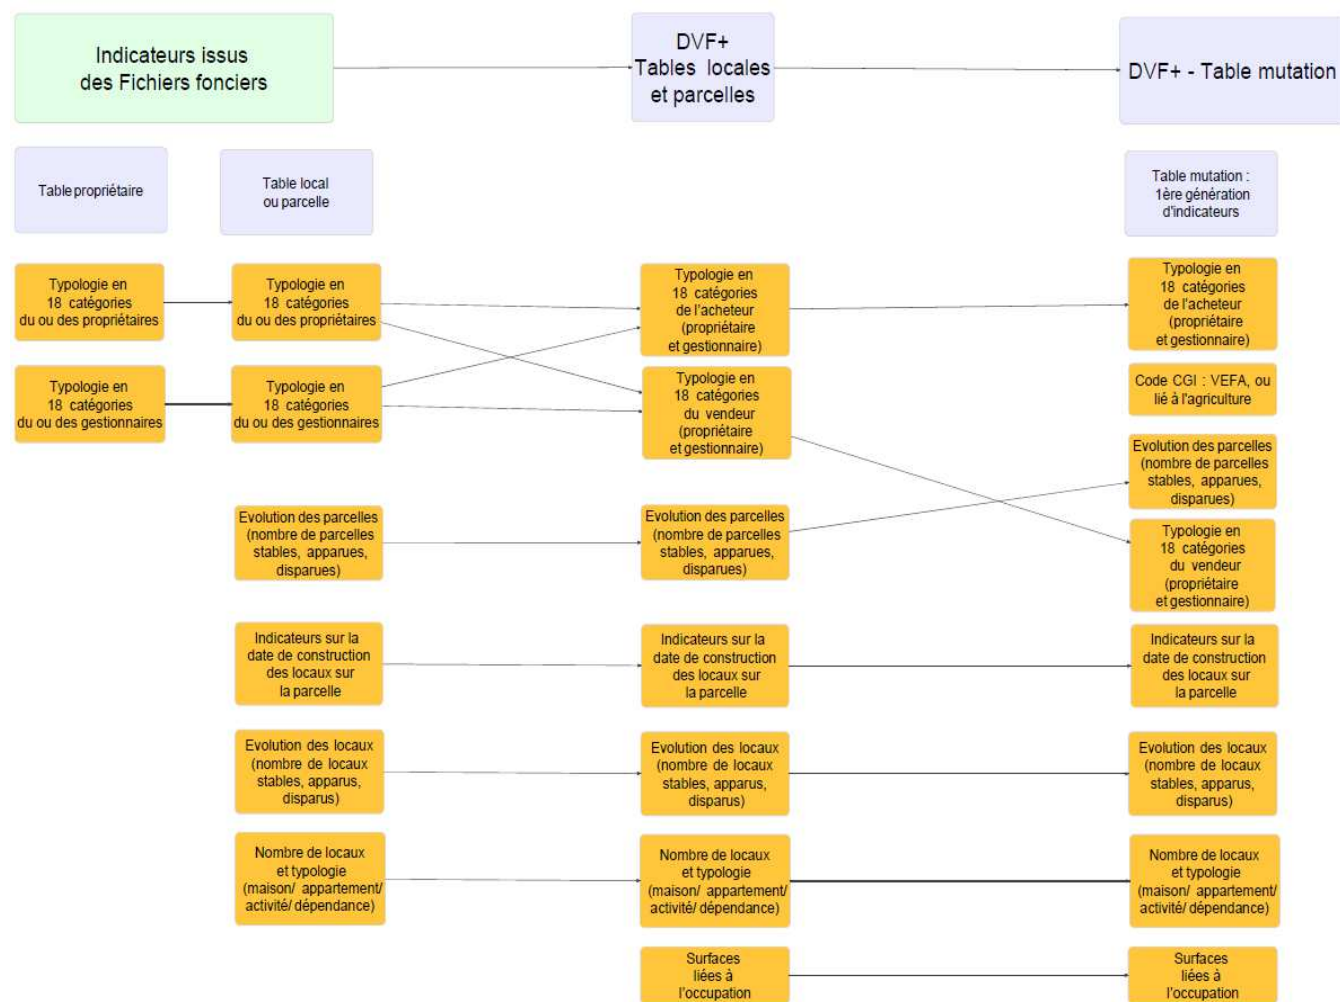 Indicateurs issus
des Fichiers fonciers
DVF+
Tables locales
et parcelles
DVF+ - Table mutation
Table propriétaire
Table local
ou parcelle
Table mutation :
1ère génération
d'indicateurs
Typologie en
18 catégories
du ou des propriétaires
Typologie en
18 catégories
du ou des propriétaires
Typologie en
18 catégories
de l'acheteur
(propriétaire
et gestionnaire)
Typologie en
18 catégories
de l'acheteur
(propriétaire
et gestionnaire)
Typologie en
18 catégories
du ou des gestionnaires
Typologie en
18 catégories
du ou des gestionnaires
Typologie en
18 catégories
du vendeur
(propriétaire
et gestionnaire)
Code CGI : VEFA, ou
lié à l'agriculture
Evolution des parcelles
(nombre de parcelles
stables, apparues,
disparues)
Evolution des parcelles
(nombre de parcelles
stables, apparues,
disparues)
Evolution des parcelles
(nombre de parcelles
stables, apparues,
disparues)
Typologie en
18 catégories
du vendeur
(propriétaire
et gestionnaire)
Indicateurs sur la
date de construction
des locaux sur
la parcelle
Indicateurs sur la
date de construction
des locaux sur
la parcelle
Indicateurs sur la
date de construction
des locaux sur
la parcelle
Evolution des locaux
(nombre de locaux
stables, apparus,
disparus)
Evolution des locaux
(nombre de locaux
stables, apparus,
disparus)
Evolution des locaux
(nombre de locaux
stables, apparus,
disparus)
Nombre de locaux
et typologie
(maison/ appartement/
activité/ dépendance)
Nombre de locaux
et typologie
(maison/ appartement/
activité/ dépendance)
Nombre de locaux
et typologie
(maison/ appartement/
activité/ dépendance)
Surfaces
liées à
l'occupation
Surfaces
liées à
l'occupation